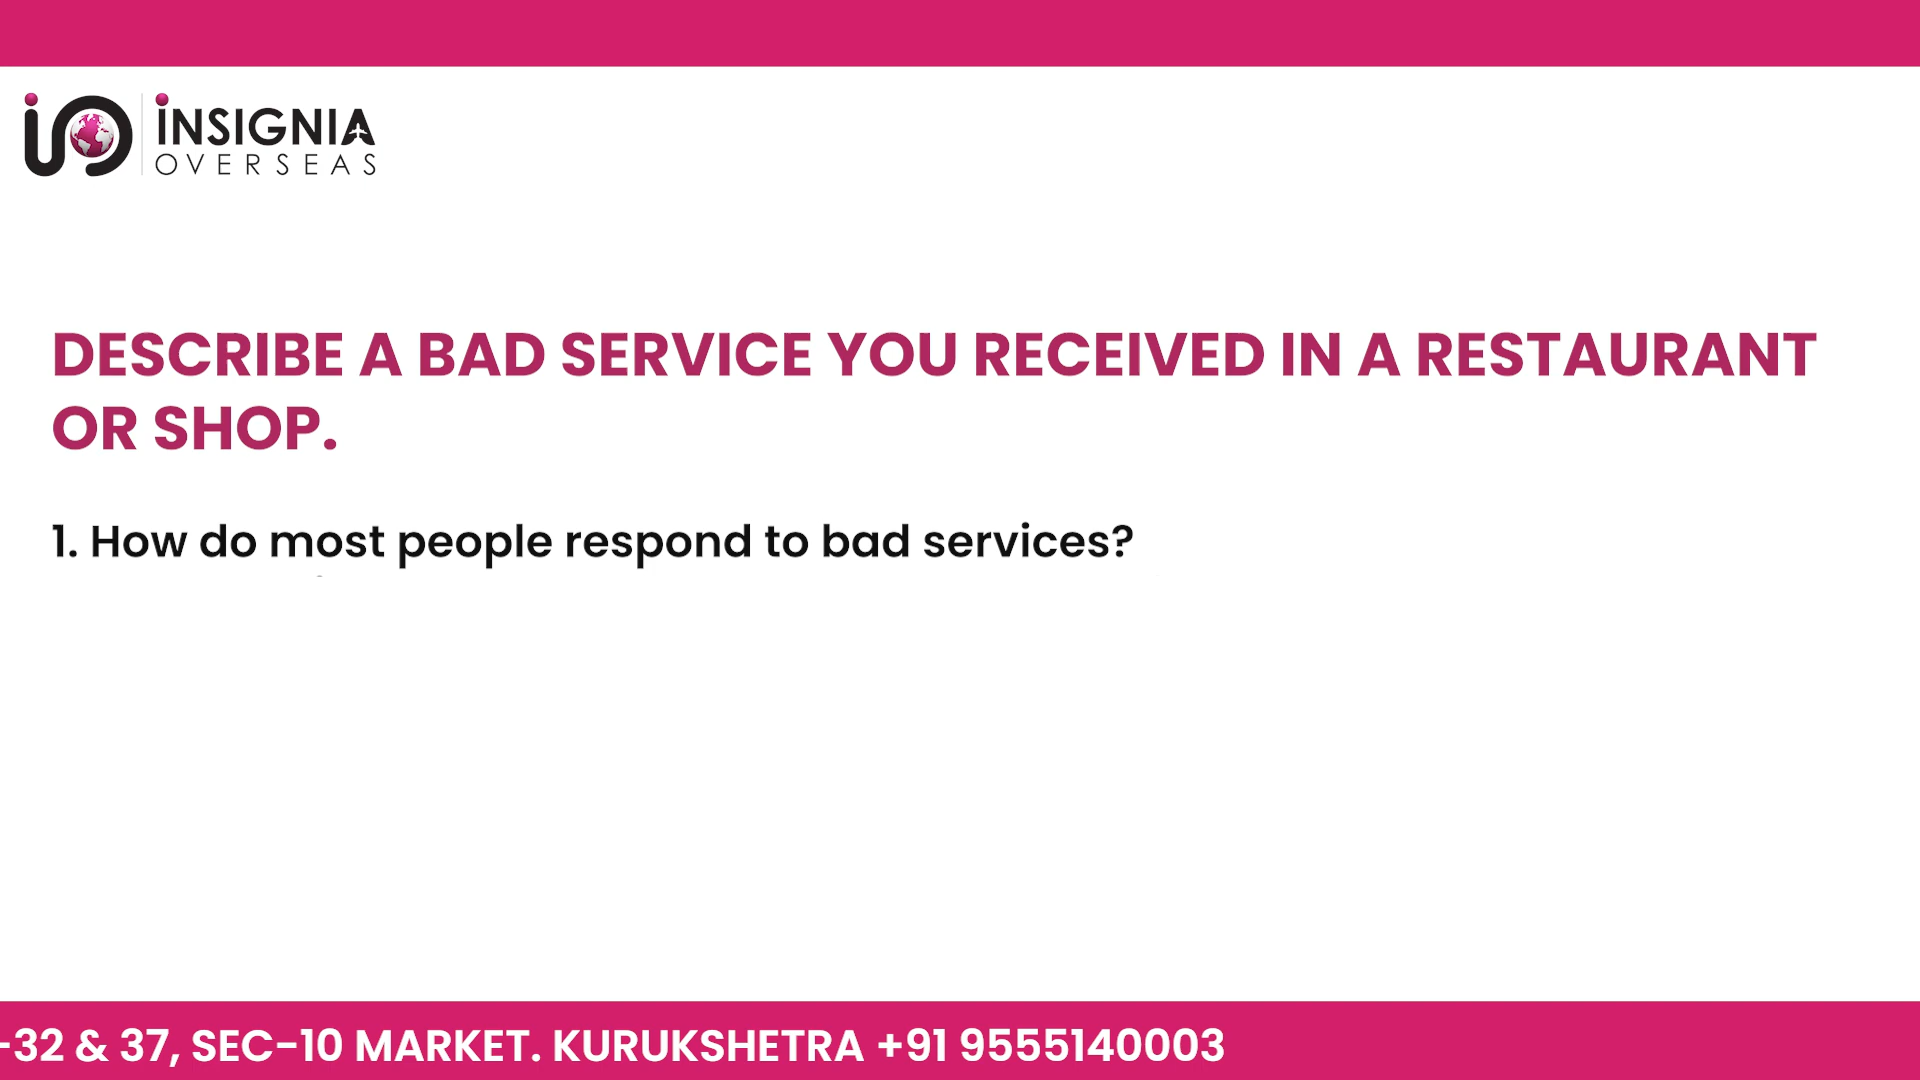 INSIGNIA
OVERSEAS
DESCRIBE A BAD SERVICE YOU RECEIVED IN A RESTAURANT
OR SHOP.
1. How do most people respond to bad services?
-32 & 37, SEC-10 MARKET. KURUKSHETRA +91 9555140003